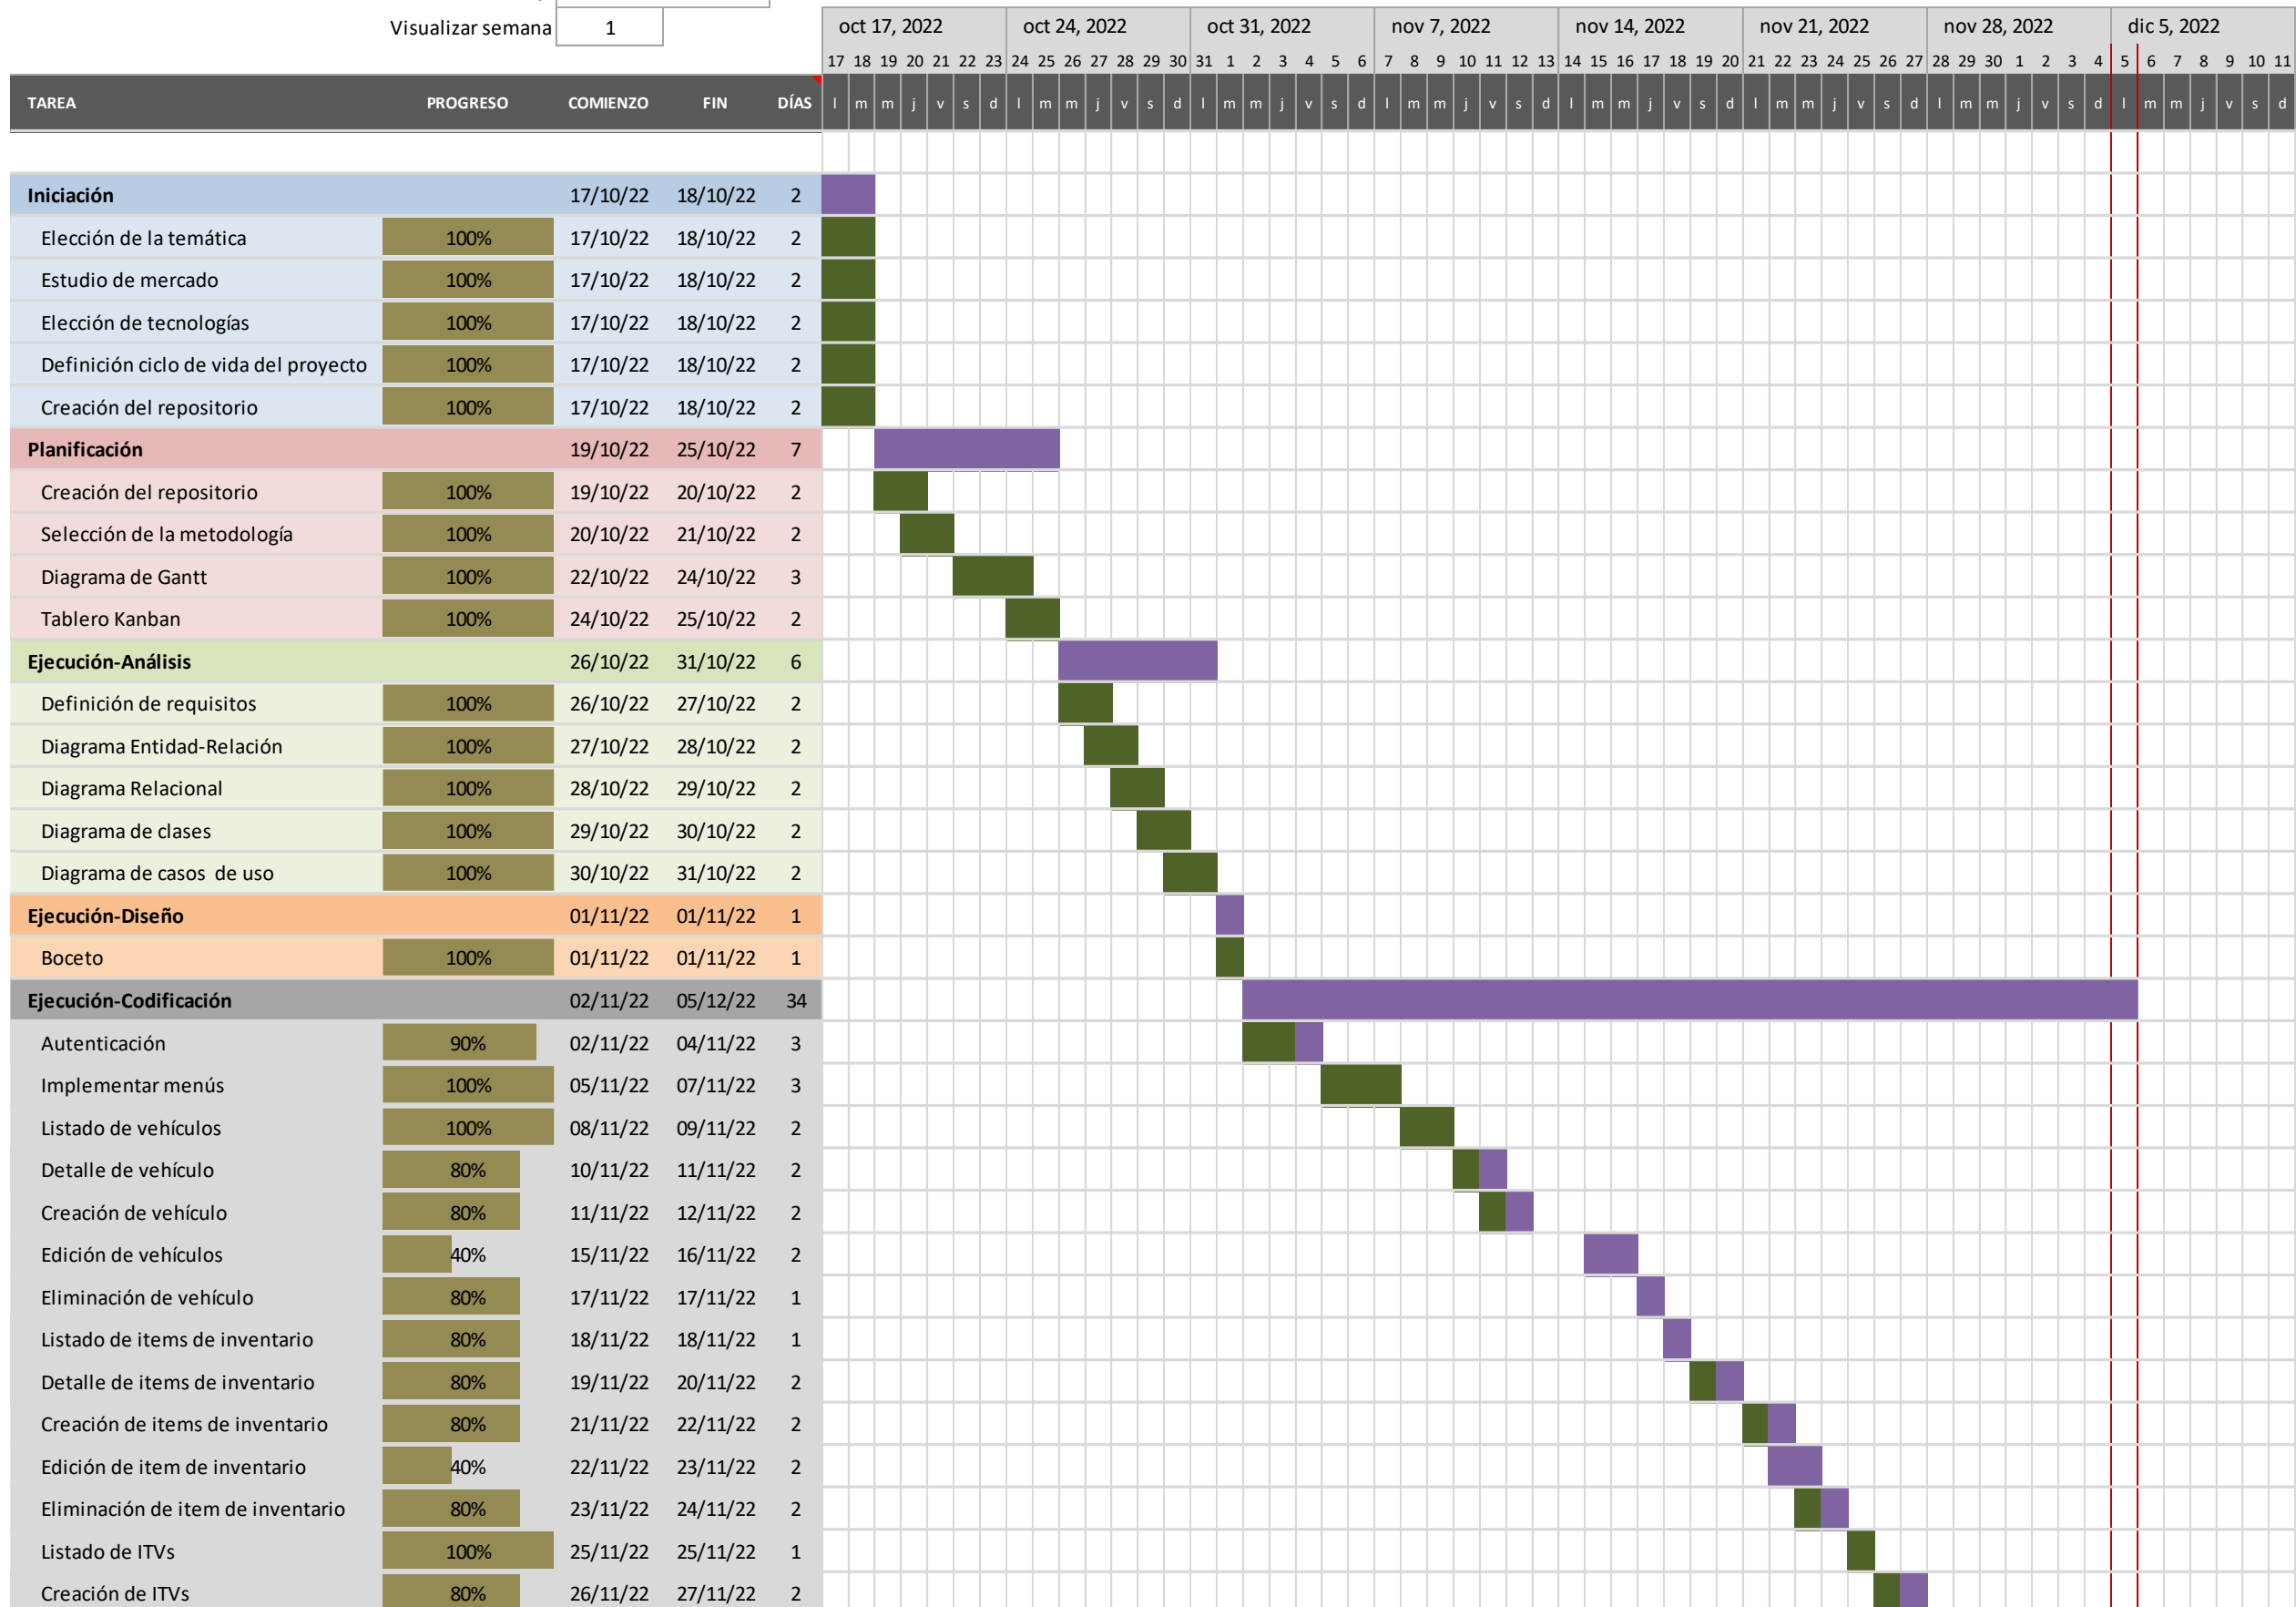 Visualizar semana 1
oct 17, 2022 oct 24, 2022 oct 31, 2022 nov 7, 2022 nov 14, 2022 nov 21, 2022 nov 28, 2022 dic 5, 2022
17 18 19 20 21 22 23 24 25 26 27 28 29 30 31 1 2 3 4 5 6 7 8 9 10 11 12 13 14 15 16 17 18 19 20 21 22 23 24 25 26 27 28 29 30 1 2 3 4 5 6 7 8 9 10 11
TAREA PROGRESO COMIENZO FIN DÍAS l m m j v s d l m m j v s d l m m j v s d l m m j v s d l m m j v s d l m m j v s d l m m j v s d l m m j v s d
Iniciación 17/10/22 18/10/22 2
Elección de la temática 100% 17/10/22 18/10/22 2
Estudio de mercado 100% 17/10/22 18/10/22 2
Elección de tecnologías 100% 17/10/22 18/10/22 2
Definición ciclo de vida del proyecto 100% 17/10/22 18/10/22 2
Creación del repositorio 100% 17/10/22 18/10/22 2
Planificación 19/10/22 25/10/22 7
Creación del repositorio 100% 19/10/22 20/10/22 2
Selección de la metodología 100% 20/10/22 21/10/22 2
Diagrama de Gantt 100% 22/10/22 24/10/22 3
Tablero Kanban 100% 24/10/22 25/10/22 2
Ejecución-Análisis 26/10/22 31/10/22 6
Definición de requisitos 100% 26/10/22 27/10/22 2
Diagrama Entidad-Relación 100% 27/10/22 28/10/22 2
Diagrama Relacional 100% 28/10/22 29/10/22 2
Diagrama de clases 100% 29/10/22 30/10/22 2
Diagrama de casos de uso 100% 30/10/22 31/10/22 2
Ejecución-Diseño 01/11/22 01/11/22 1
Boceto 100% 01/11/22 01/11/22 1
Ejecución-Codificación 02/11/22 05/12/22 34
Autenticación 90% 02/11/22 04/11/22 3
Implementar menús 100% 05/11/22 07/11/22 3
Listado de vehículos 100% 08/11/22 09/11/22 2
Detalle de vehículo 80% 10/11/22 11/11/22 2
Creación de vehículo 80% 11/11/22 12/11/22 2
Edición de vehículos 40% 15/11/22 16/11/22 2
Eliminación de vehículo 80% 17/11/22 17/11/22 1
Listado de items de inventario 80% 18/11/22 18/11/22 1
Detalle de items de inventario 80% 19/11/22 20/11/22 2
Creación de items de inventario 80% 21/11/22 22/11/22 2
Edición de item de inventario 40% 22/11/22 23/11/22 2
Eliminación de item de inventario 80% 23/11/22 24/11/22 2
Listado de ITVs 100% 25/11/22 25/11/22 1
Creación de ITVs 80% 26/11/22 27/11/22 2